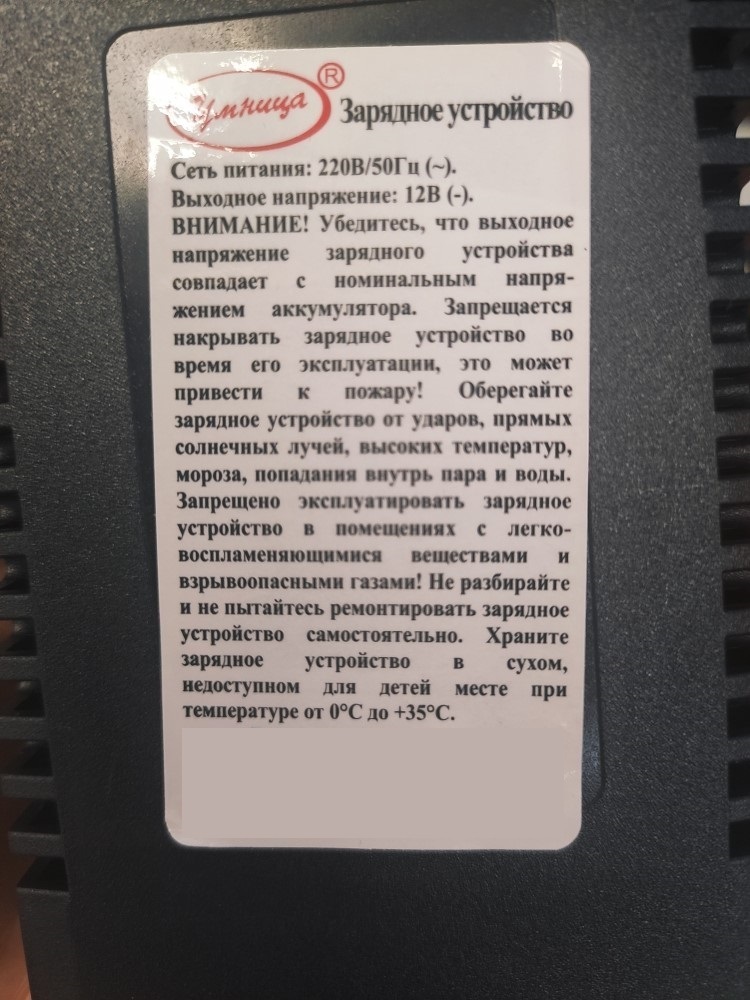 Умница ®
Зарядное устройство
Сеть питания: 220В/50Гц (~).
Выходное напряжение: 12В (-).
ВНИМАНИЕ! Убедитесь, что выходное
напряжение зарядного устройства
совпадает с номинальным напря-
жением аккумулятора. Запрещается
накрывать зарядное устройство во
время его эксплуатации, это может
привести к пожару! Оберегайте
зарядное устройство от ударов, прямых
солнечных лучей, высоких температур,
мороза, попадания внутрь пара и воды.
Запрещено эксплуатировать зарядное
устройство в помещениях с легко-
воспламеняющимися веществами и
взрывоопасными газами! Не разбирайте
и не пытайтесь ремонтировать зарядное
устройство самостоятельно. Храните
зарядное устройство в сухом,
недоступном для детей месте при
температуре от 0°С до +35°С.